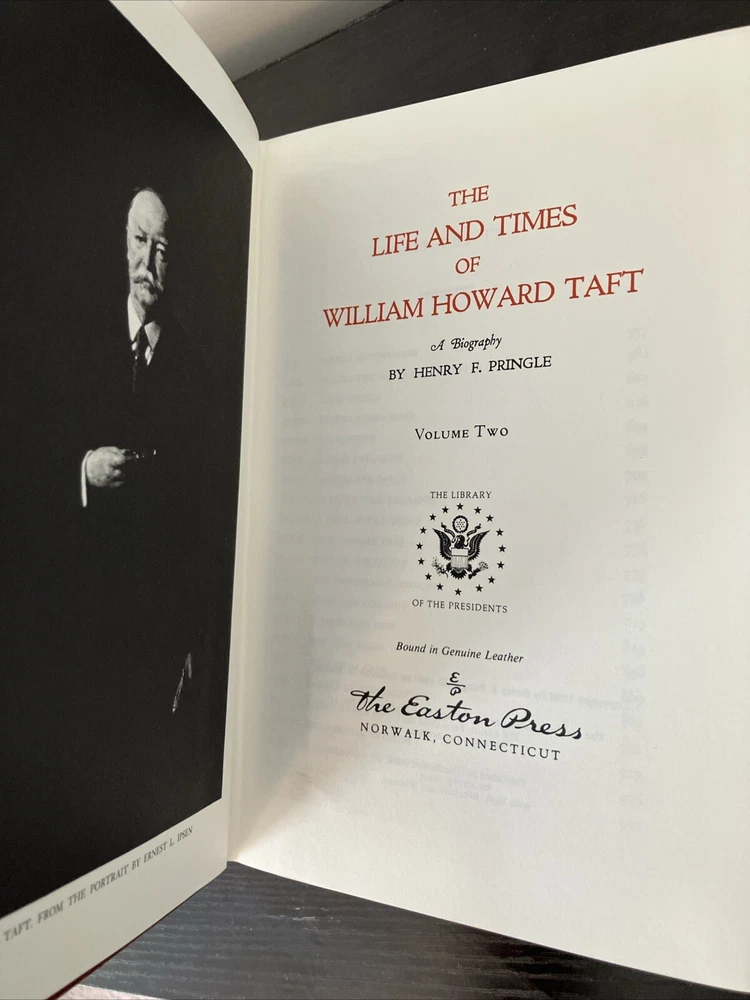 TAFT. FROM THE PORTRAIT BY ERNEST L. IPSEN
THE
LIFE AND TIMES
OF
WILLIAM HOWARD TAFT
A Biography
BY HENRY F. PRINGLE
VOLUME TWO
THE LIBRARY
OF THE PRESIDENTS
Bound in Genuine Leather
E
P
The Easton Press
NORWALK, CONNECTICUT